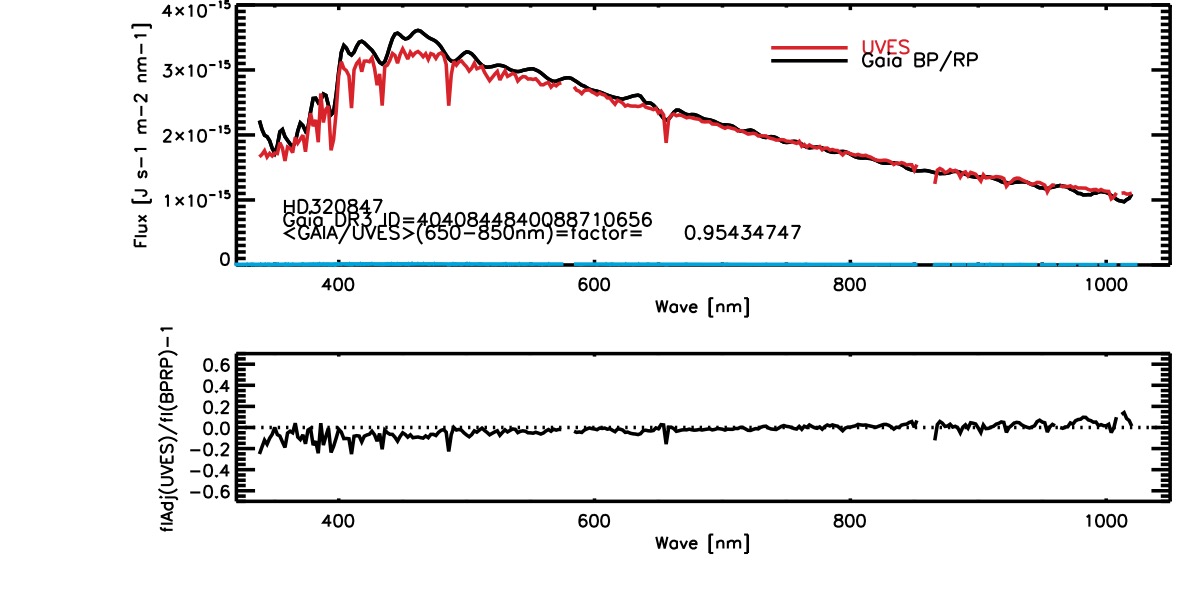 4×10−15
3×10−15
2×10−15
1×10−15
0
Flux [J s−1 m−2 nm−1]
UVES
Gaia BP/RP
HD320847
Gaia DR3 ID=4040844840088710656
<GAIA/UVES>(650−850nm)=factor= 0.95434747
400 600 800 1000
Wave [nm]
flAdj(UVES)/fl(BPRP)−1
0.6
0.4
0.2
0.0
−0.2
−0.4
−0.6
400 600 800 1000
Wave [nm]